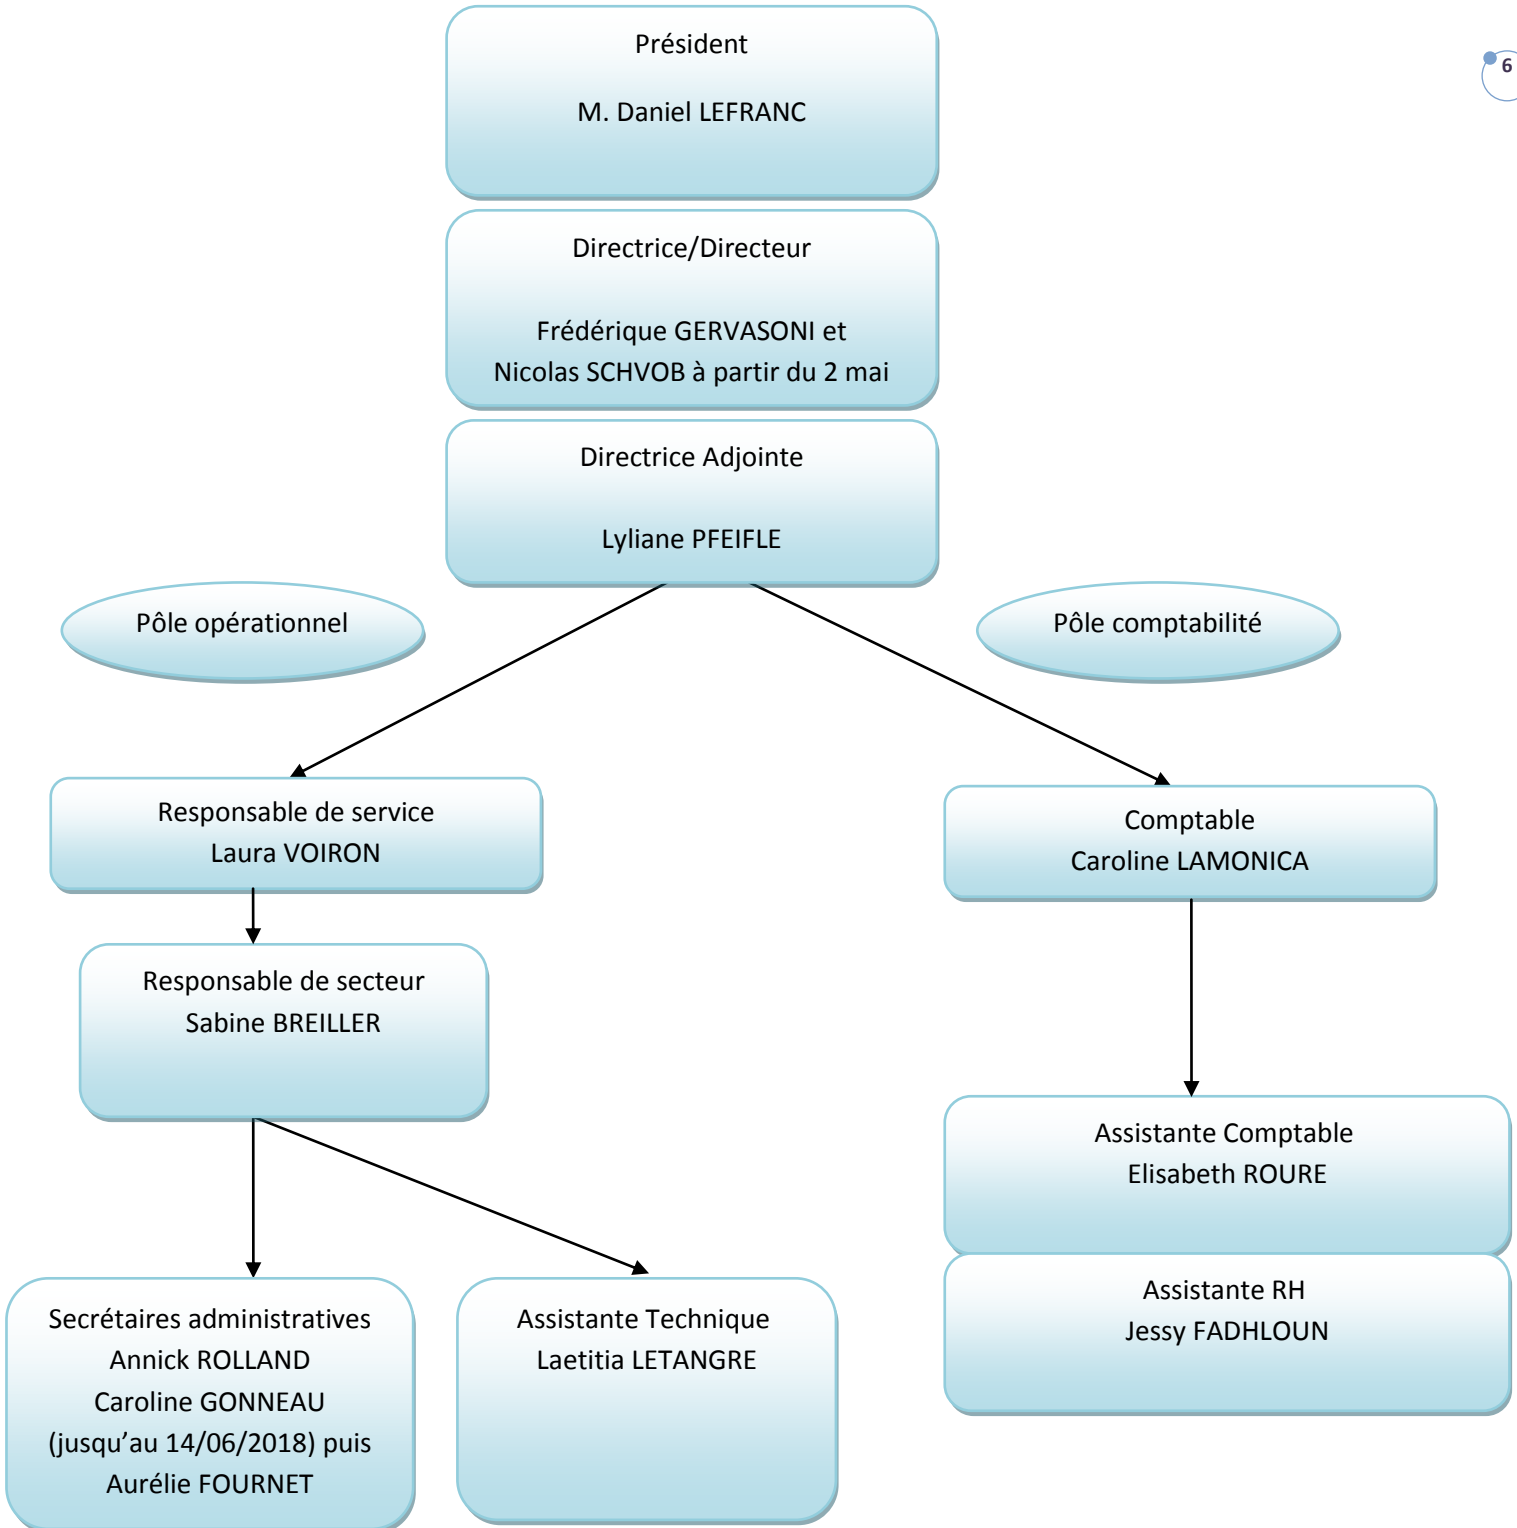 Président
M. Daniel LEFRANC
6
Directrice/Directeur
Frédérique GERVASONI et
Nicolas SCHVOB à partir du 2 mai
Directrice Adjointe
Lyliane PFEIFLE
Pôle opérationnel
Pôle comptabilité
Responsable de service
Laura VOIRON
Comptable
Caroline LAMONICA
Responsable de secteur
Sabine BREILLER
Assistante Comptable
Elisabeth ROURE
Assistante RH
Jessy FADHLOUN
Secrétaires administratives
Annick ROLLAND
Caroline GONNEAU
(jusqu’au 14/06/2018) puis
Aurélie FOURNET
Assistante Technique
Laetitia LETANGRE